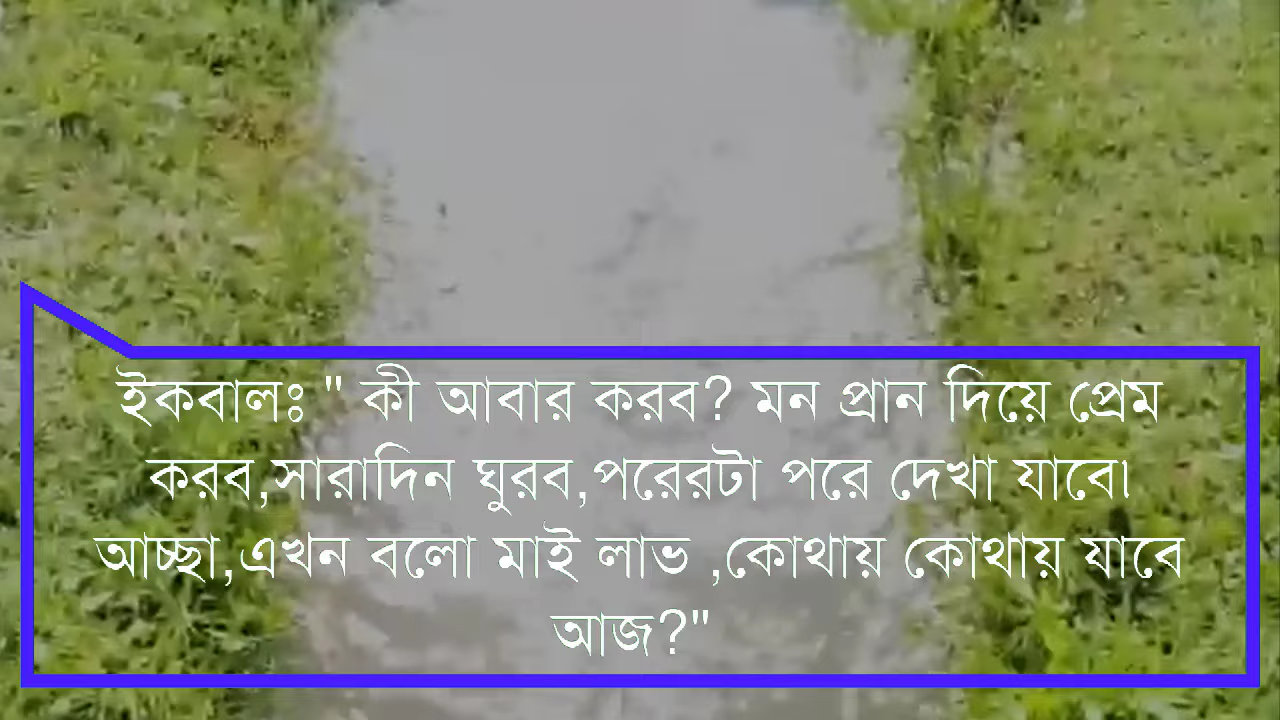 ইকবালঃ " কী আবার করব? মন প্রান দিয়ে প্রেম
করব,সারাদিন ঘুরব,পরেরটা পরে দেখা যাবে৷
আচ্ছা,এখন বলো মাই লাভ ,কোথায় কোথায় যাবে
আজ?"